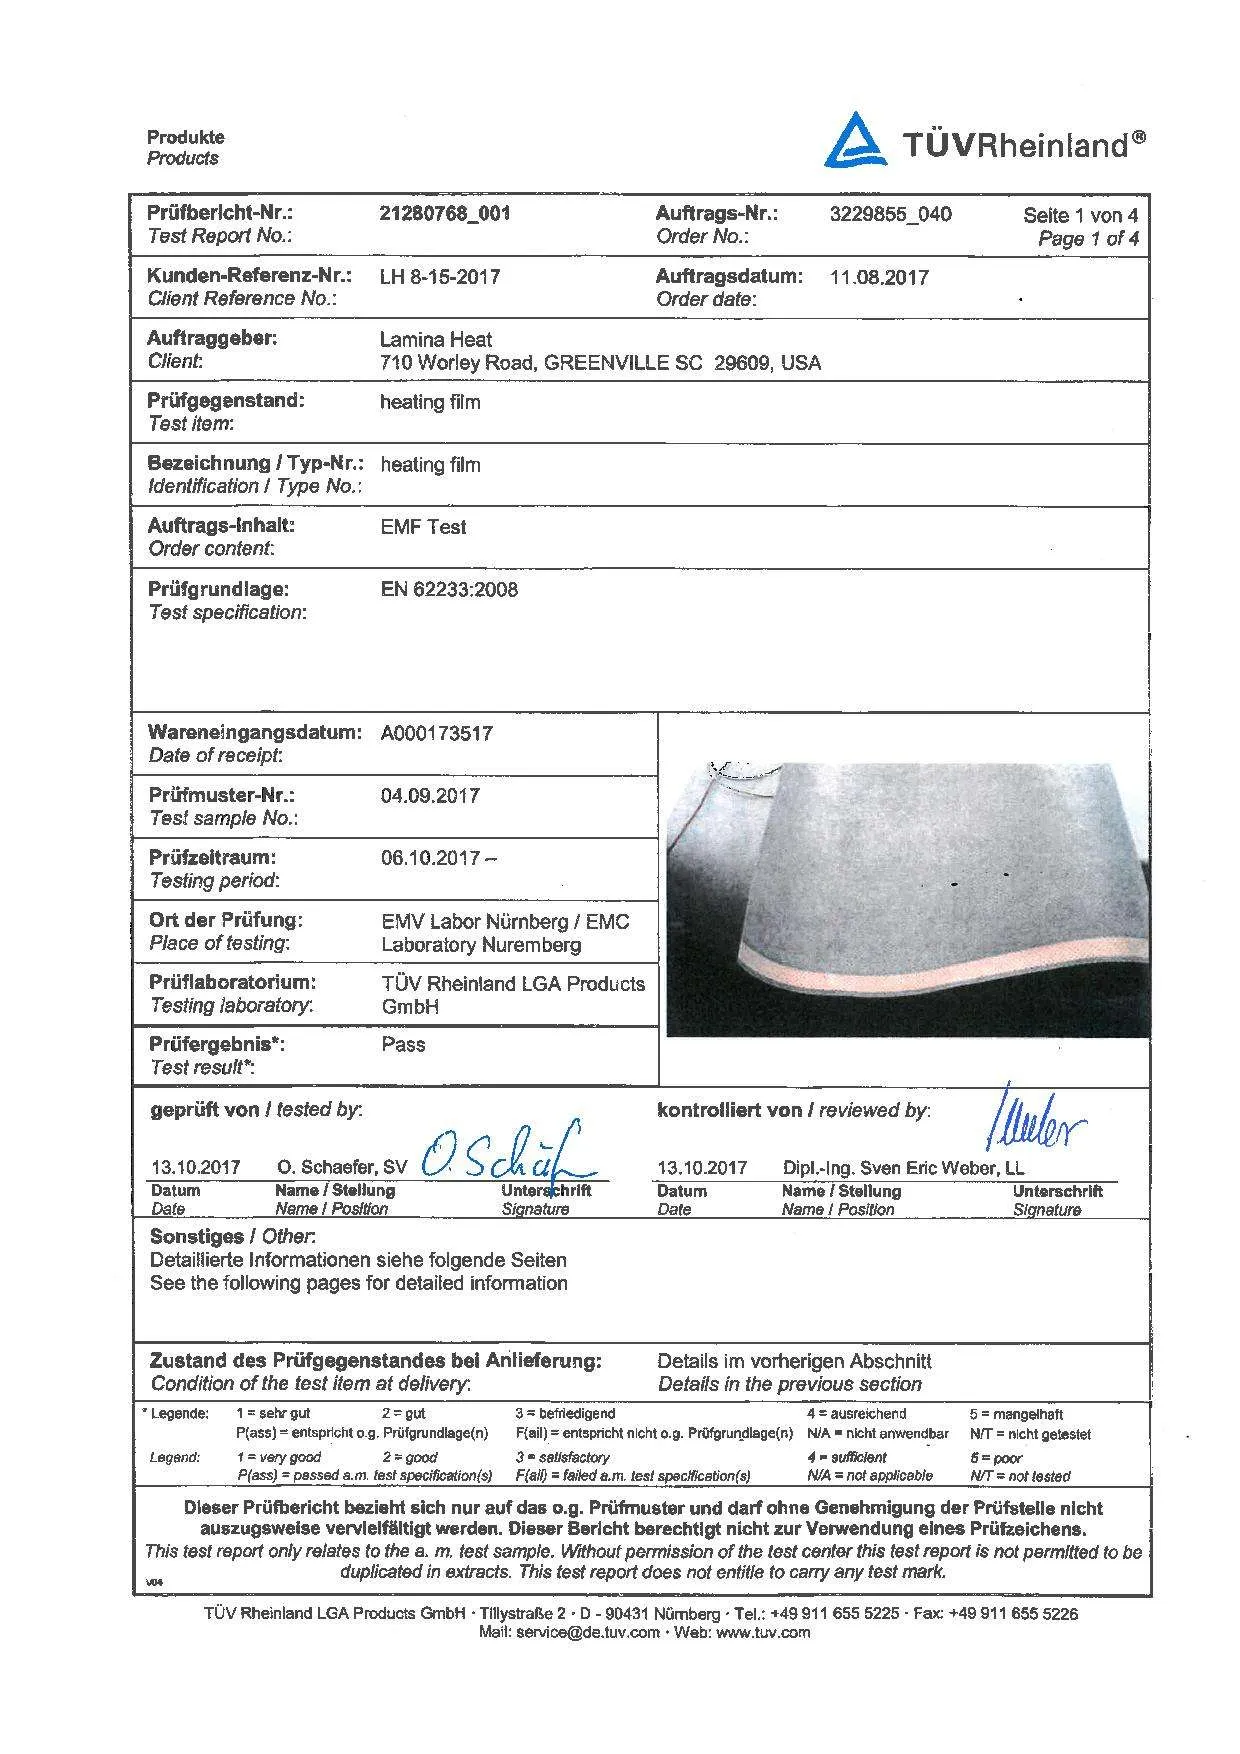 Produkte
Products
TÜVRheinland®
Prüfbericht-Nr.: 21280768_001 Auftrags-Nr.: 3229855_040 Seite 1 von 4
Test Report No.: Order No.: Page 1 of 4
Kunden-Referenz-Nr.: LH 8-15-2017 Auftragsdatum: 11.08.2017
Client Reference No.: Order date:
Auftraggeber: Lamina Heat
Client: 710 Worley Road, GREENVILLE SC 29609, USA
Prüfgegenstand: heating film
Test item:
Bezeichnung / Typ-Nr.: heating film
Identification / Type No.:
Auftrags-Inhalt: EMF Test
Order content:
Prüfgrundlage: EN 62233:2008
Test specification:
Wareneingangsdatum: A000173517
Date of receipt:
Prüfmuster-Nr.: 04.09.2017
Test sample No.:
Prüfzeitraum: 06.10.2017 –
Testing period:
Ort der Prüfung: EMV Labor Nürnberg / EMC
Place of testing: Laboratory Nuremberg
Prüflaboratorium: TÜV Rheinland LGA Products
Testing laboratory: GmbH
Prüfergebnis*: Pass
Test result*:
geprüft von / tested by: kontrolliert von / reviewed by:
13.10.2017 O. Schaefer, SV O. Schäf 13.10.2017 Dipl.-Ing. Sven Eric Weber, LL
Datum Name / Stellung Unterschrift Datum Name / Stellung Unterschrift
Date Name / Position Signature Date Name / Position Signature
Sonstiges / Other:
Detaillierte Informationen siehe folgende Seiten
See the following pages for detailed information
Zustand des Prüfgegenstandes bei Anlieferung: Details im vorherigen Abschnitt
Condition of the test item at delivery: Details in the previous section
* Legende: 1 = sehr gut 2 = gut 3 = befriedigend 4 = ausreichend 5 = mangelhaft
P(ass) = entspricht o.g. Prüfgrundlage(n) F(ail) = entspricht nicht o.g. Prüfgrundlage(n) N/A = nicht anwendbar N/T = nicht getestet
Legend: 1 = very good 2 = good 3 = satisfactory 4 = sufficient 5 = poor
P(ass) = passed a.m. test specification(s) F(ail) = failed a.m. test specification(s) N/A = not applicable N/T = not tested
Dieser Prüfbericht bezieht sich nur auf das o.g. Prüfmuster und darf ohne Genehmigung der Prüfstelle nicht
auszugsweise vervielfältigt werden. Dieser Bericht berechtigt nicht zur Verwendung eines Prüfzeichens.
This test report only relates to the a. m. test sample. Without permission of the test center this test report is not permitted to be
duplicated in extracts. This test report does not entitle to carry any test mark.
V04
TÜV Rheinland LGA Products GmbH · Tillystraße 2 · D - 90431 Nürnberg · Tel.: +49 911 655 5225 · Fax: +49 911 655 5226
Mail: service@de.tuv.com · Web: www.tuv.com